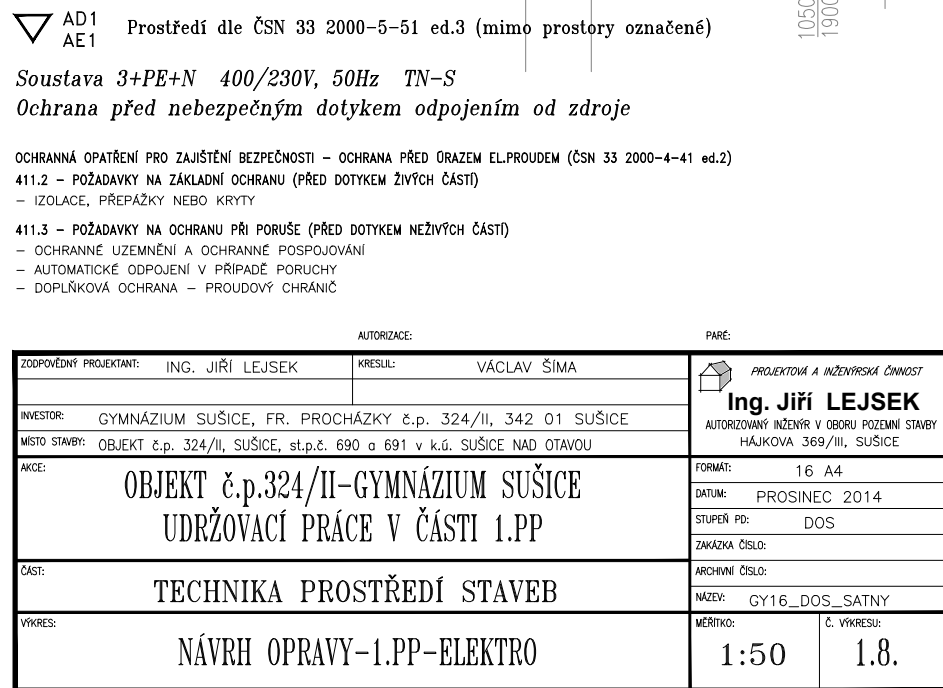 AD1
AE1
Prostředí dle ČSN 33 2000-5-51 ed.3 (mimo prostory označené)
1050
1900
Soustava 3+PE+N 400/230V, 50Hz TN-S
Ochrana před nebezpečným dotykem odpojením od zdroje
OCHRANNÁ OPATŘENÍ PRO ZAJIŠTĚNÍ BEZPEČNOSTI – OCHRANA PŘED ÚRAZEM EL.PROUDEM (ČSN 33 2000-4-41 ed.2)
411.2 – POŽADAVKY NA ZÁKLADNÍ OCHRANU (PŘED DOTYKEM ŽIVÝCH ČÁSTÍ)
– IZOLACE, PŘEPÁŽKY NEBO KRYTY
411.3 – POŽADAVKY NA OCHRANU PŘI PORUŠE (PŘED DOTYKEM NEŽIVÝCH ČÁSTÍ)
– OCHRANNÉ UZEMNĚNÍ A OCHRANNÉ POSPOJOVÁNÍ
– AUTOMATICKÉ ODPOJENÍ V PŘÍPADĚ PORUCHY
– DOPLŇKOVÁ OCHRANA – PROUDOVÝ CHRÁNIČ
AUTORIZACE:
PARÉ:
ZODPOVĚDNÝ PROJEKTANT: ING. JIŘÍ LEJSEK
KRESLIL: VÁCLAV ŠÍMA
INVESTOR: GYMNÁZIUM SUŠICE, FR. PROCHÁZKY č.p. 324/II, 342 01 SUŠICE
MÍSTO STAVBY: OBJEKT č.p. 324/II, SUŠICE, st.p.č. 690 a 691 v k.ú. SUŠICE NAD OTAVOU
PROJEKTOVÁ A INŽENÝRSKÁ ČINNOST
Ing. Jiří LEJSEK
AUTORIZOVANÝ INŽENÝR V OBORU POZEMNÍ STAVBY
HÁJKOVA 369/III, SUŠICE
AKCE:
OBJEKT č.p.324/II-GYMNÁZIUM SUŠICE
UDRŽOVACÍ PRÁCE V ČÁSTI 1.PP
FORMÁT: 16 A4
DATUM: PROSINEC 2014
STUPEŇ PD: DOS
ZAKÁZKA ČÍSLO:
ČÁST:
TECHNIKA PROSTŘEDÍ STAVEB
ARCHIVNÍ ČÍSLO:
NÁZEV: GY16_DOS_SATNY
VÝKRES:
NÁVRH OPRAVY-1.PP-ELEKTRO
MĚŘÍTKO:
1:50
Č. VÝKRESU:
1.8.